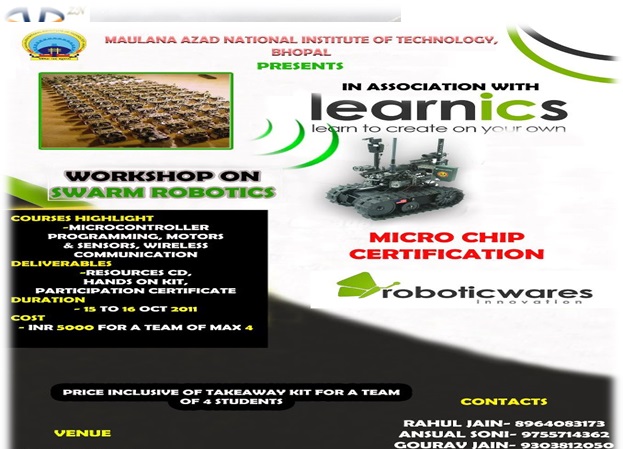 MAULANA AZAD NATIONAL INSTITUTE OF TECHNOLOGY,
BHOPAL
PRESENTS
IN ASSOCIATION WITH
learnics
learn to create on your own
WORKSHOP ON
SWARM ROBOTICS
COURSES HIGHLIGHT
-MICROCONTROLLER
PROGRAMMING, MOTORS
& SENSORS, WIRELESS
COMMUNICATION
DELIVERABLES
-RESOURCES CD,
HANDS ON KIT,
PARTICIPATION CERTIFICATE
DURATION
- 15 TO 16 OCT 2011
COST
- INR 5000 FOR A TEAM OF MAX 4
MICRO CHIP
CERTIFICATION
roboticwares
innovation
PRICE INCLUSIVE OF TAKEAWAY KIT FOR A TEAM
OF 4 STUDENTS
VENUE
CONTACTS
RAHUL JAIN- 8964083173
ANSUAL SONI- 9755714362
GOURAV JAIN- 9303812050